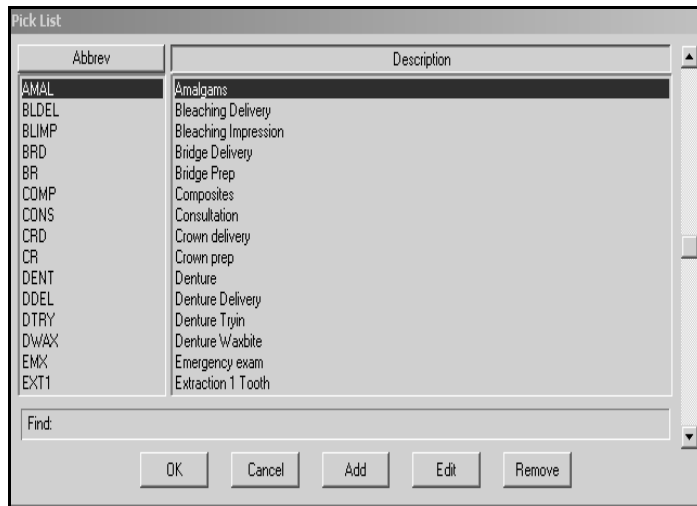 Pick List
Abbrev Description
AMAL Amalgams
BLDEL Bleaching Delivery
BLIMP Bleaching Impression
BRD Bridge Delivery
BR Bridge Prep
COMP Composites
CONS Consultation
CRD Crown delivery
CR Crown prep
DENT Denture
DDEL Denture Delivery
DTRY Denture Tryin
DWAX Denture Waxbite
EMX Emergency exam
EXT1 Extraction 1 Tooth
Find:
OK Cancel Add Edit Remove